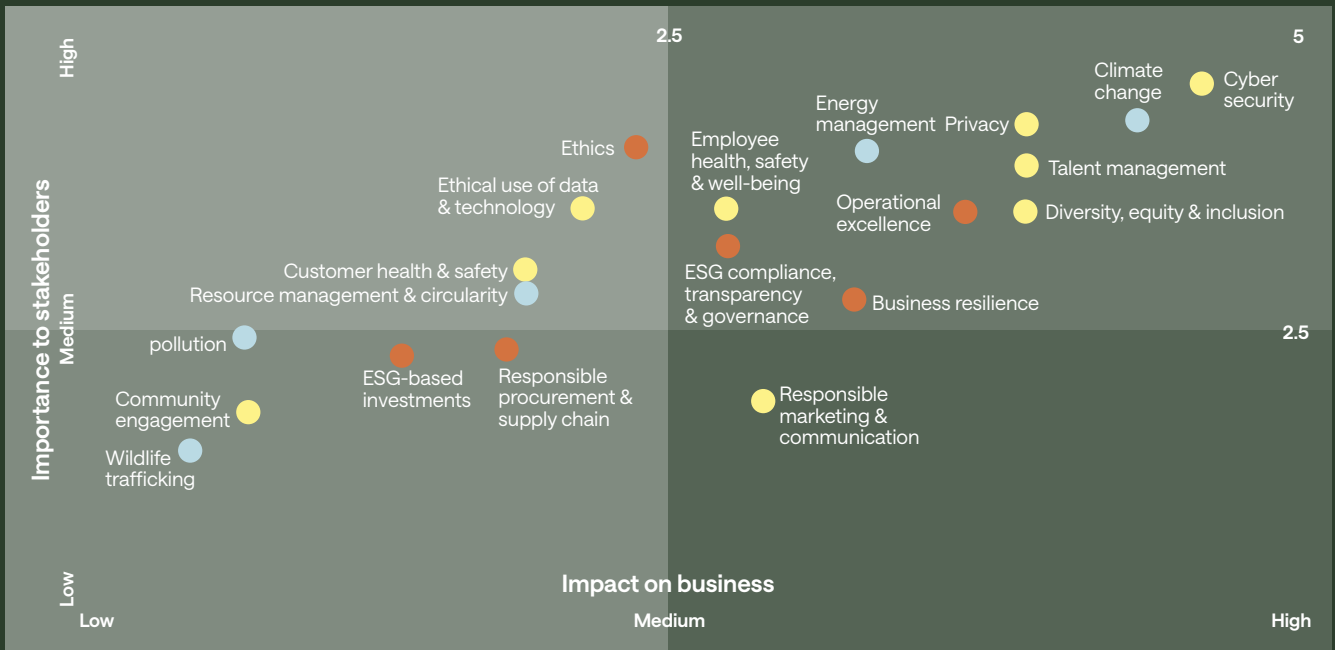 High
2.5
5
Climate
change
Cyber
security
Energy
management
Privacy
Employee
health, safety
& well-being
Ethics
Talent management
Ethical use of data
& technology
Operational
excellence
Diversity, equity & inclusion
Customer health & safety
Resource management & circularity
ESG compliance,
transparency
& governance
Business resilience
Importance to stakeholders
Medium
2.5
pollution
ESG-based
investments
Responsible
procurement &
supply chain
Community
engagement
Responsible
marketing &
communication
Wildlife
trafficking
Low
Impact on business
Low
Medium
High